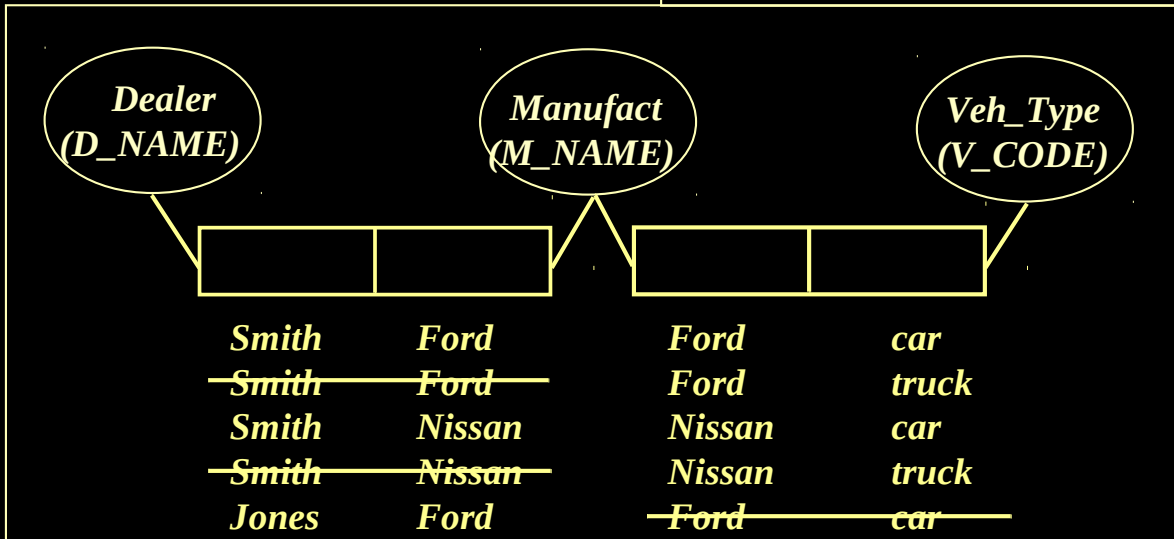 Dealer
(D_NAME)
Manufact
(M_NAME)
Veh_Type
(V_CODE)
Smith Ford Ford car
Smith Ford Ford truck
Smith Nissan Nissan car
Smith Nissan Nissan truck
Jones Ford Ford car